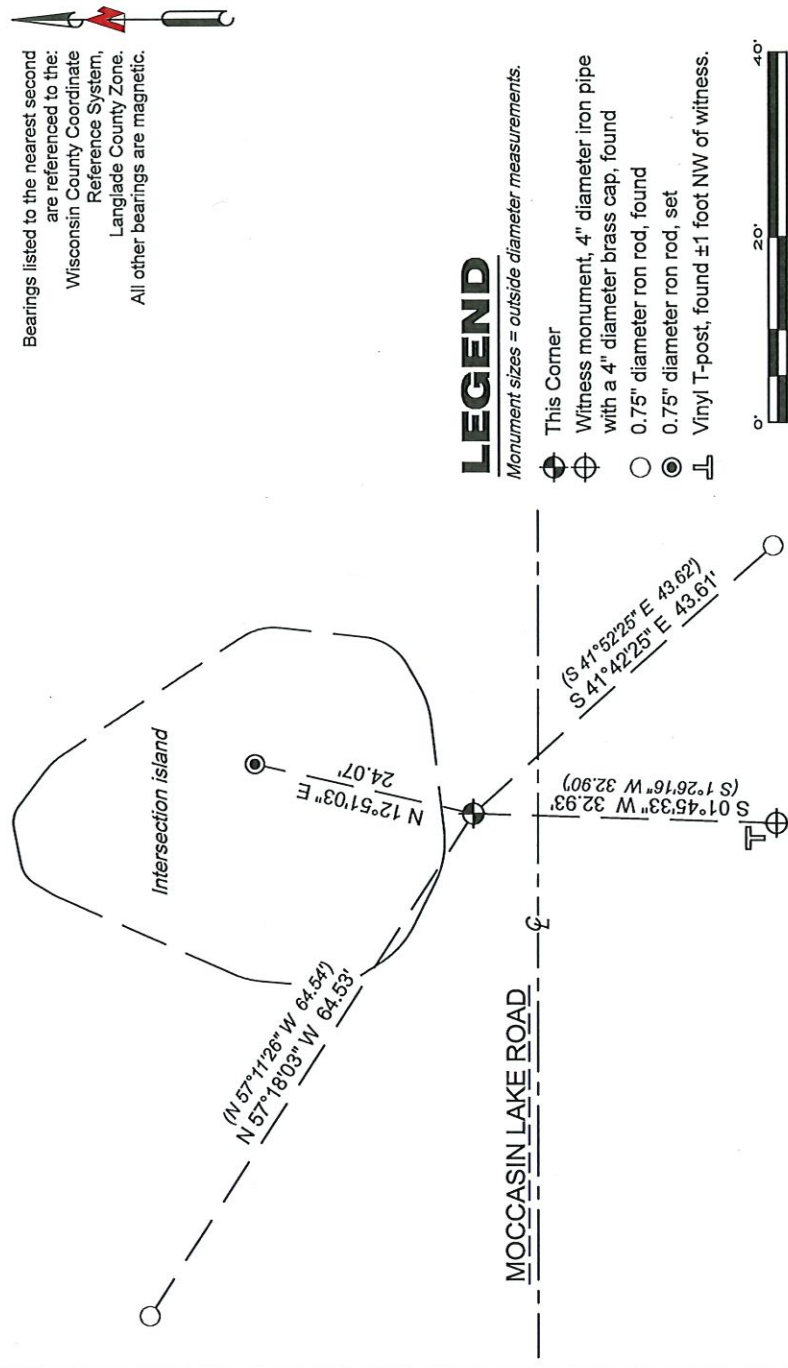 Bearings listed to the nearest second
are referenced to the:
Wisconsin County Coordinate
Reference System,
Langlade County Zone.
All other bearings are magnetic.
N
LEGEND
Monument sizes = outside diameter measurements.
This Corner
Witness monument, 4" diameter iron pipe
with a 4" diameter brass cap, found
0.75" diameter ron rod, found
0.75" diameter ron rod, set
Vinyl T-post, found ±1 foot NW of witness.
0'
20'
40'
Intersection island
(N 57°11'26" W 64.54')
N 57°18'03" W 64.53'
N 12°51'03" E
24.07'
(S 41°52'25" E 43.62')
S 41°42'25" E 43.61'
S 01°45'33" W 32.93'
(S 1°26'16" W 32.90')
MOCCASIN LAKE ROAD
℄
T